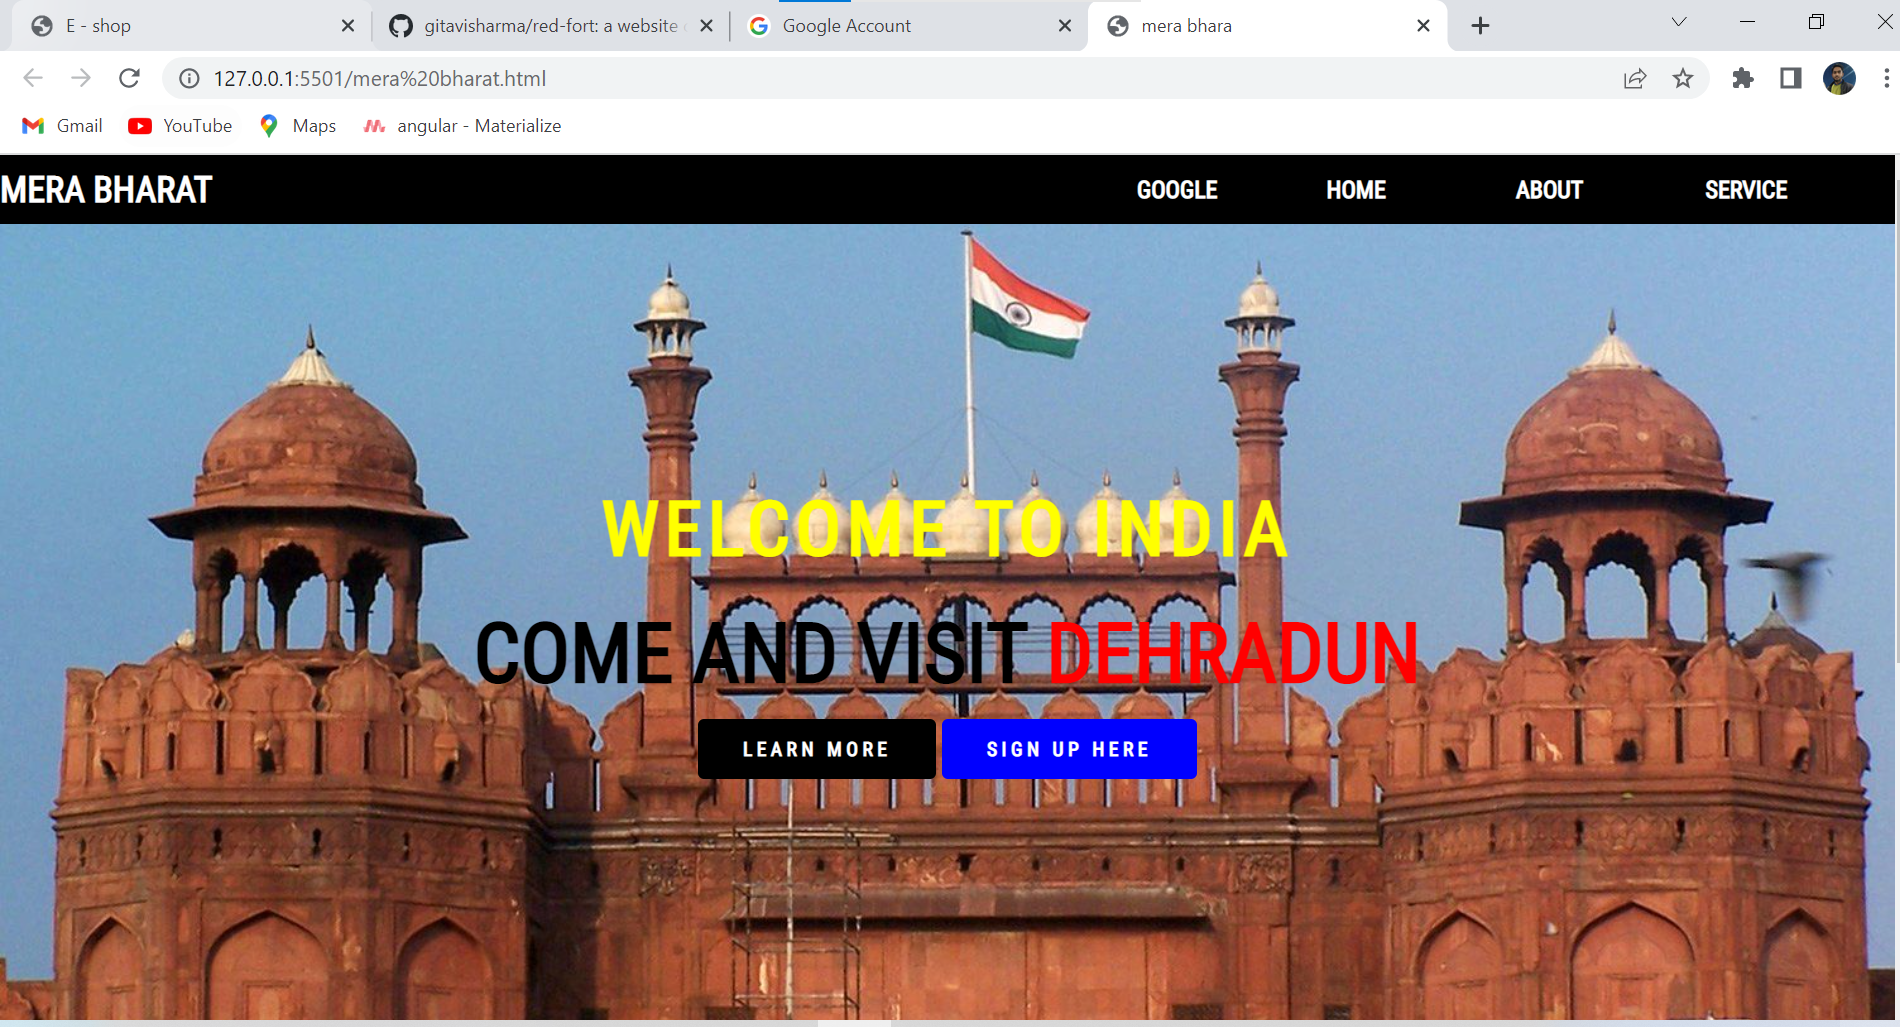 E - shop
gitavisharma/red-fort: a website
Google Account
mera bhara
127.0.0.1:5501/mera%20bharat.html
Gmail
YouTube
Maps
angular - Materialize
MERA BHARAT
GOOGLE
HOME
ABOUT
SERVICE
WELCOME TO INDIA
COME AND VISIT DEHRADUN
LEARN MORE
SIGN UP HERE